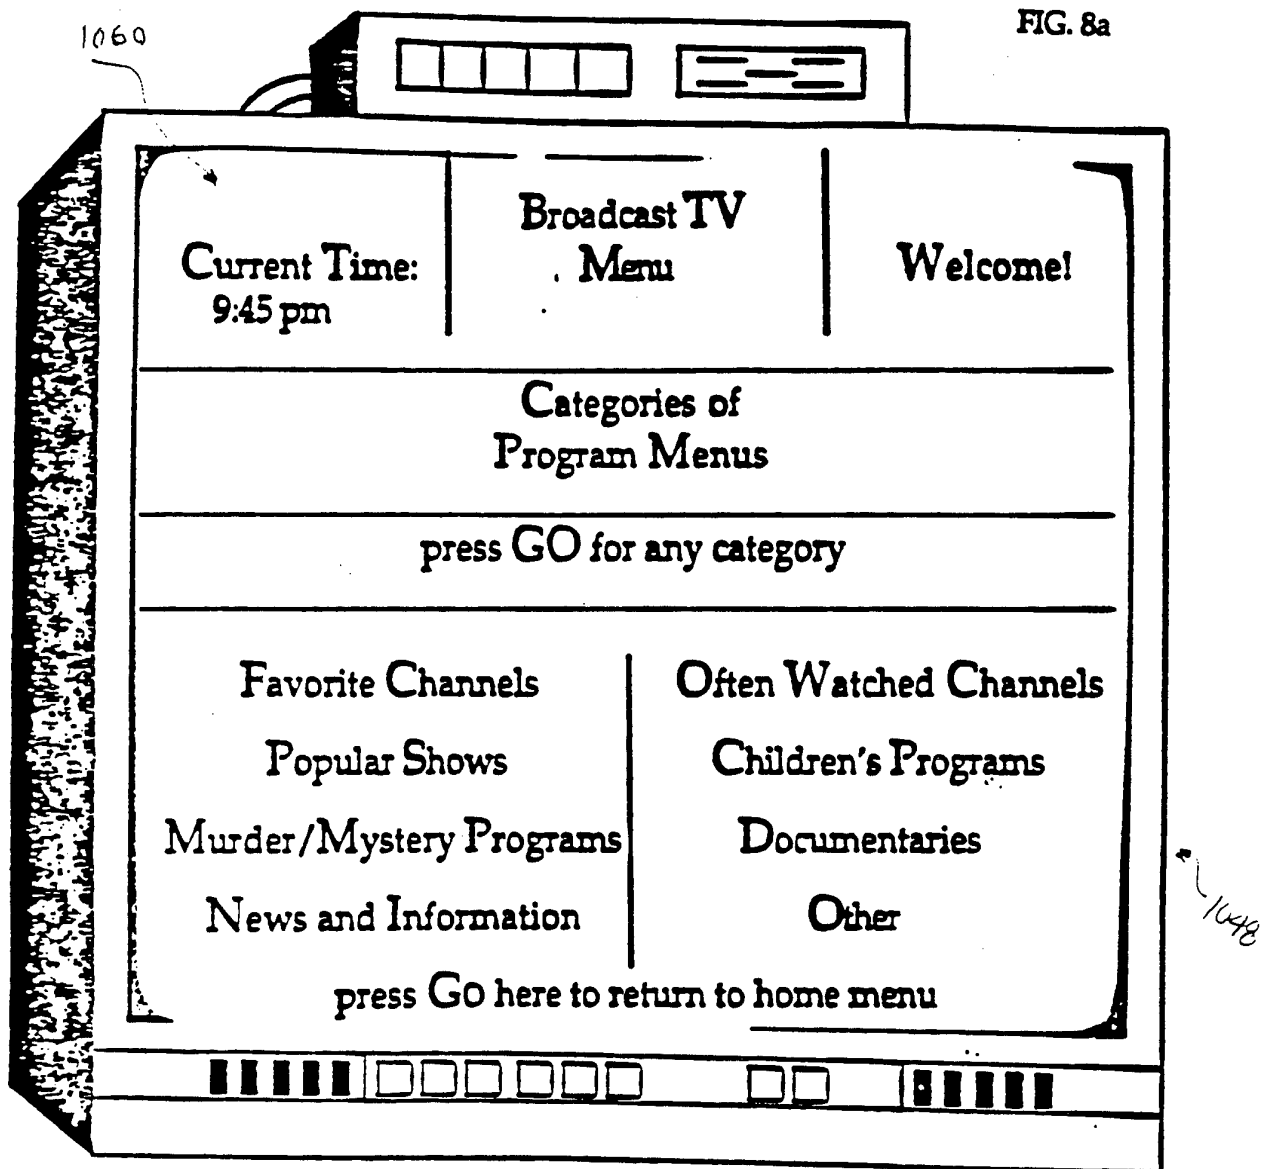 FIG. 8a
1060
Broadcast TV
Menu
Current Time:
9:45 pm
Welcome!
Categories of
Program Menus
press GO for any category
Favorite Channels
Often Watched Channels
Popular Shows
Children's Programs
Murder/Mystery Programs
Documentaries
News and Information
Other
press GO here to return to home menu
1048